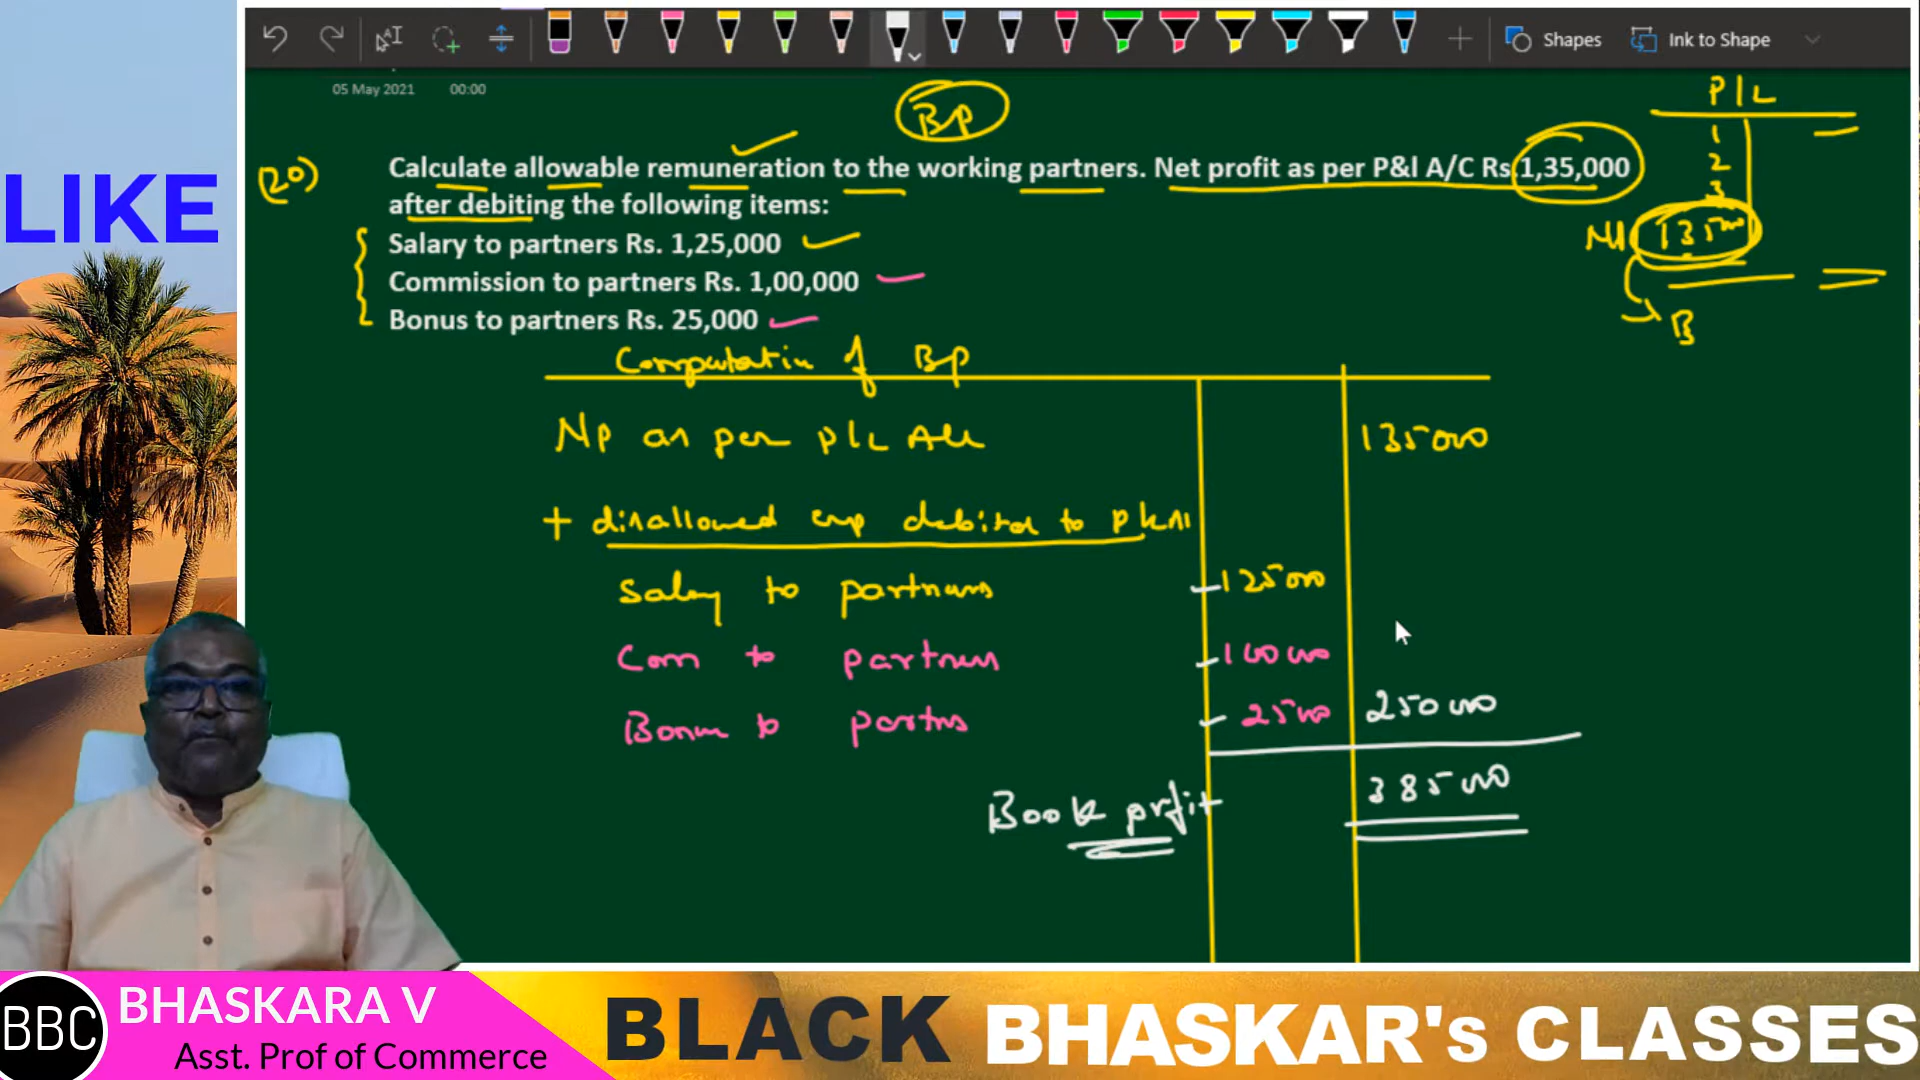 Shapes
Ink to Shape
05 May 2021 00:00
BP
P/L
1
2
3
135000
B
(20)
Calculate allowable remuneration to the working partners. Net profit as per P&l A/C Rs.1,35,000
after debiting the following items:
Salary to partners Rs. 1,25,000
Commission to partners Rs. 1,00,000
Bonus to partners Rs. 25,000
LIKE
Computation of BP
NP as per P/L A/c 135000
+ disallowed exp debited to
Salary to partners 125000
Com to partners 100000
Bonus to partners 25000 250000
Book profit 385000
BBC
BHASKARA V
Asst. Prof of Commerce
BLACK BHASKAR's CLASSES